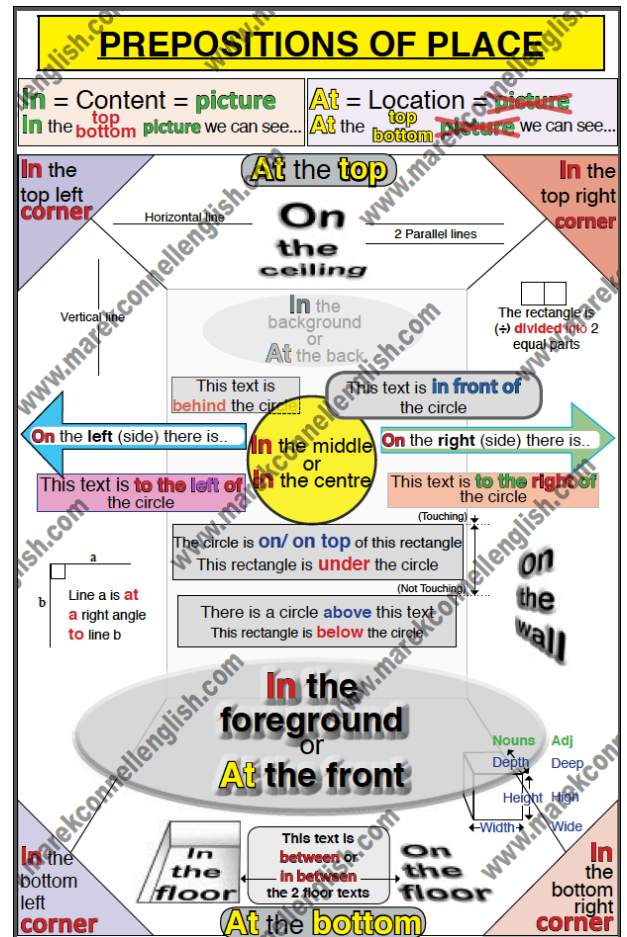 PREPOSITIONS OF PLACE
In = Content = picture
In the top bottom picture we can see...
At = Location = picture
At the top bottom picture we can see...
In the
top left
corner
At the top
In the
top right
corner
Horizontal line
On
the
ceiling
2 Parallel lines
Vertical line
In the
background
or
At the back
The rectangle is
(÷) divided into 2
equal parts
This text is
behind the circle
This text is in front of
the circle
On the left (side) there is..
In the middle
or
In the centre
On the right (side) there is..
This text is to the left of
the circle
This text is to the right of
the circle
(Touching)
The circle is on/ on top of this rectangle
This rectangle is under the circle
(Not Touching)
There is a circle above this text
This rectangle is below the circle
a
b
Line a is at
a right angle
to line b
on
the
wall
In the
foreground
or
At the front
Nouns Adj
Depth Deep
Height High
Width Wide
In the
bottom
left
corner
In
the
floor
This text is
between or
in between
the 2 floor texts
On
the
floor
In
the
bottom
right
corner
At the bottom
www.marekconnellenglish.com